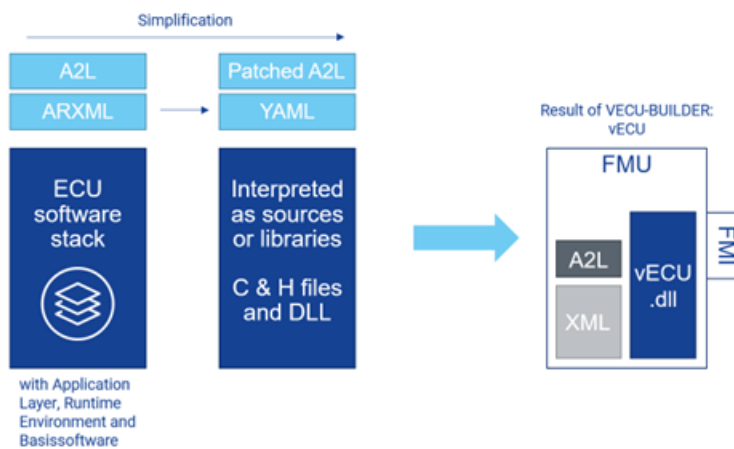 Simplification
A2L
ARXML
ECU
software
stack
with Application
Layer, Runtime
Environment and
Basissoftware
Patched A2L
YAML
Interpreted
as sources
or libraries
C & H files
and DLL
Result of VECU-BUILDER:
vECU
FMU
A2L
XML
vECU
.dll
FMI